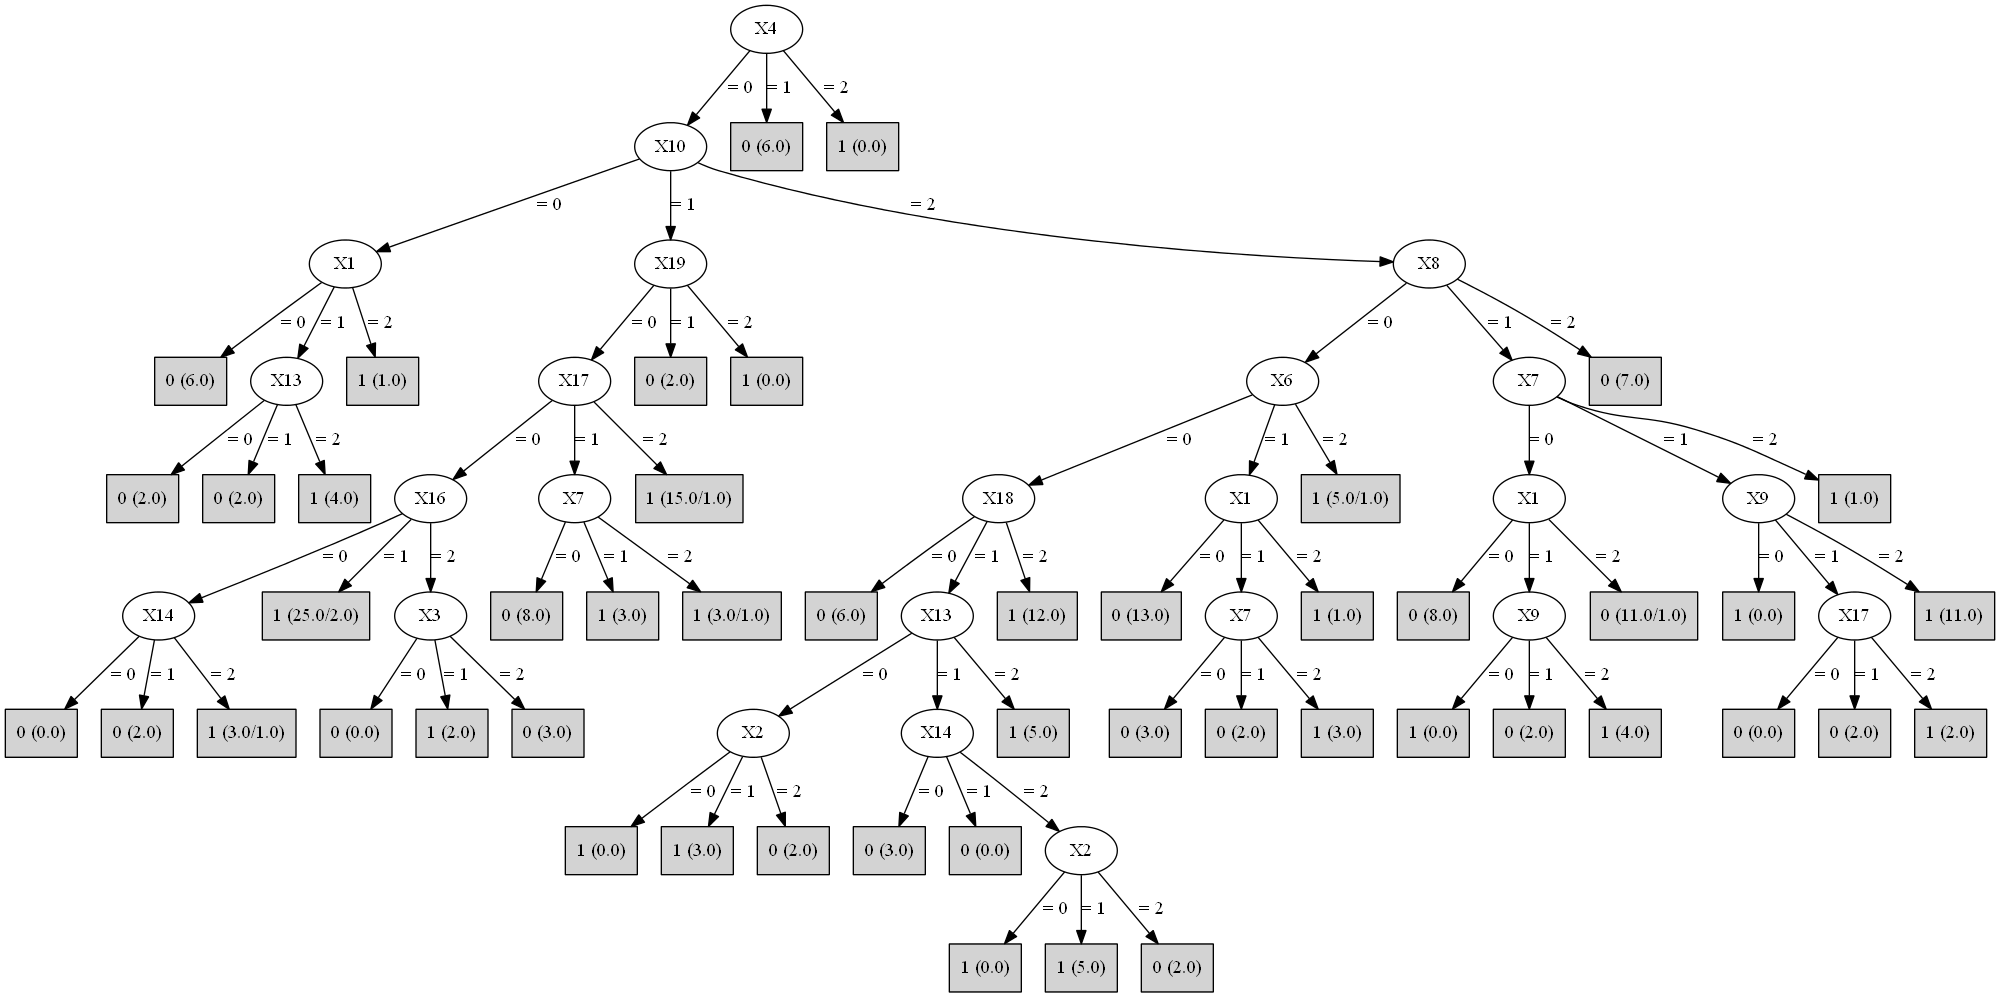 X4
= 0 = 1 = 2
X10 0 (6.0) 1 (0.0)
= 0 = 1 = 2
X1 X19 X8
= 0 = 1 = 2 = 0 = 1 = 2 = 0 = 1 = 2
0 (6.0) X13 1 (1.0) X17 0 (2.0) 1 (0.0) X6 X7 0 (7.0)
= 0 = 1 = 2 = 0 = 1 = 2 = 0 = 1 = 2 = 0 = 1 = 2
0 (2.0) 0 (2.0) 1 (4.0) X16 X7 1 (15.0/1.0) X18 X1 1 (5.0/1.0) X1 X9 1 (1.0)
= 0 = 1 = 2 = 0 = 1 = 2 = 0 = 1 = 2 = 0 = 1 = 2 = 0 = 1 = 2 = 0 = 1 = 2
X14 1 (25.0/2.0) X3 0 (8.0) 1 (3.0) 1 (3.0/1.0) 0 (6.0) X13 1 (12.0) 0 (13.0) X7 1 (1.0) 0 (8.0) X9 0 (11.0/1.0) 1 (0.0) X17 1 (11.0)
= 0 = 1 = 2 = 0 = 1 = 2 = 0 = 1 = 2 = 0 = 1 = 2 = 0 = 1 = 2 = 0 = 1 = 2
0 (0.0) 0 (2.0) 1 (3.0/1.0) 0 (0.0) 1 (2.0) 0 (3.0) X2 X14 1 (5.0) 0 (3.0) 0 (2.0) 1 (3.0) 1 (0.0) 0 (2.0) 1 (4.0) 0 (0.0) 0 (2.0) 1 (2.0)
= 0 = 1 = 2 = 0 = 1 = 2
1 (0.0) 1 (3.0) 0 (2.0) 0 (3.0) 0 (0.0) X2
= 0 = 1 = 2
1 (0.0) 1 (5.0) 0 (2.0)